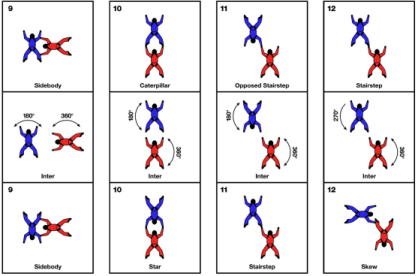 9 10 11 12
Sidebody Caterpillar Opposed Stairstep Stairstep
180° 360° 180° 360° 180° 360° 270° 360°
Inter Inter Inter Inter
9 10 11 12
Sidebody Star Stairstep Skew